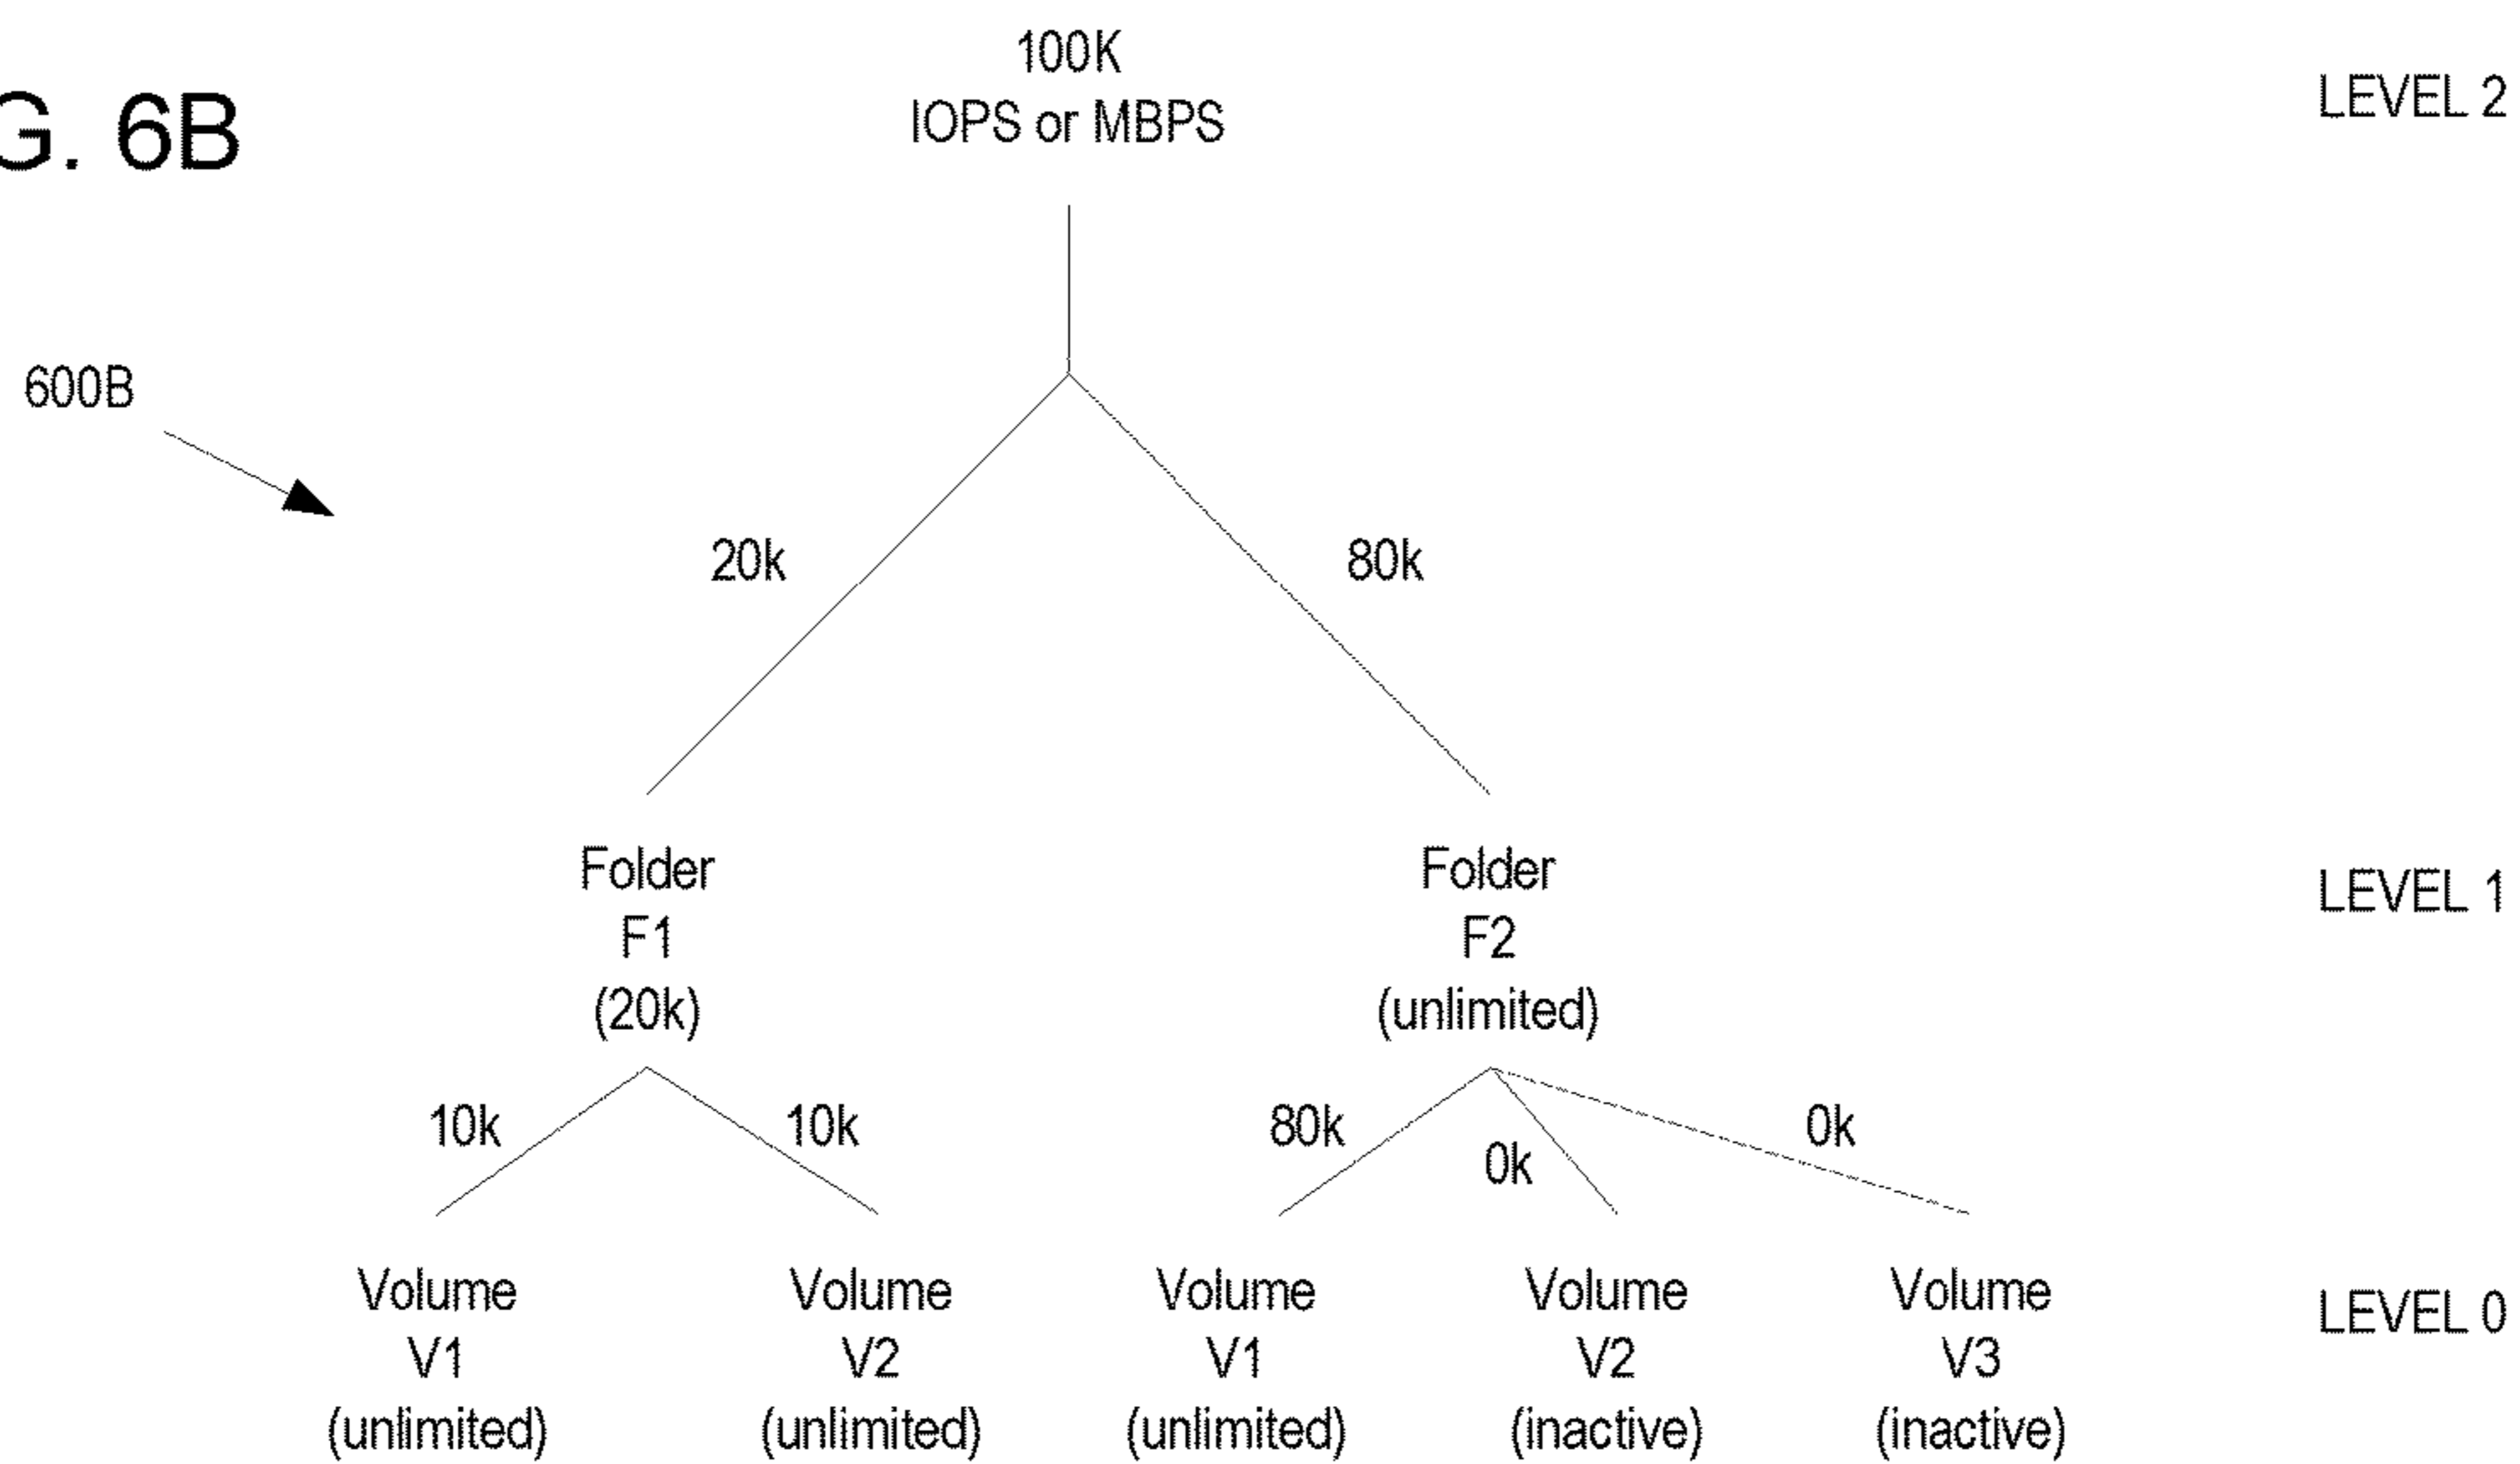 100K
IOPS or MBPS
LEVEL 2
G. 6B
600B
20k
80k
Folder
F1
(20k)
Folder
F2
(unlimited)
LEVEL 1
10k
10k
80k
0k
0k
Volume
V1
(unlimited)
Volume
V2
(unlimited)
Volume
V1
(unlimited)
Volume
V2
(inactive)
Volume
V3
(inactive)
LEVEL 0